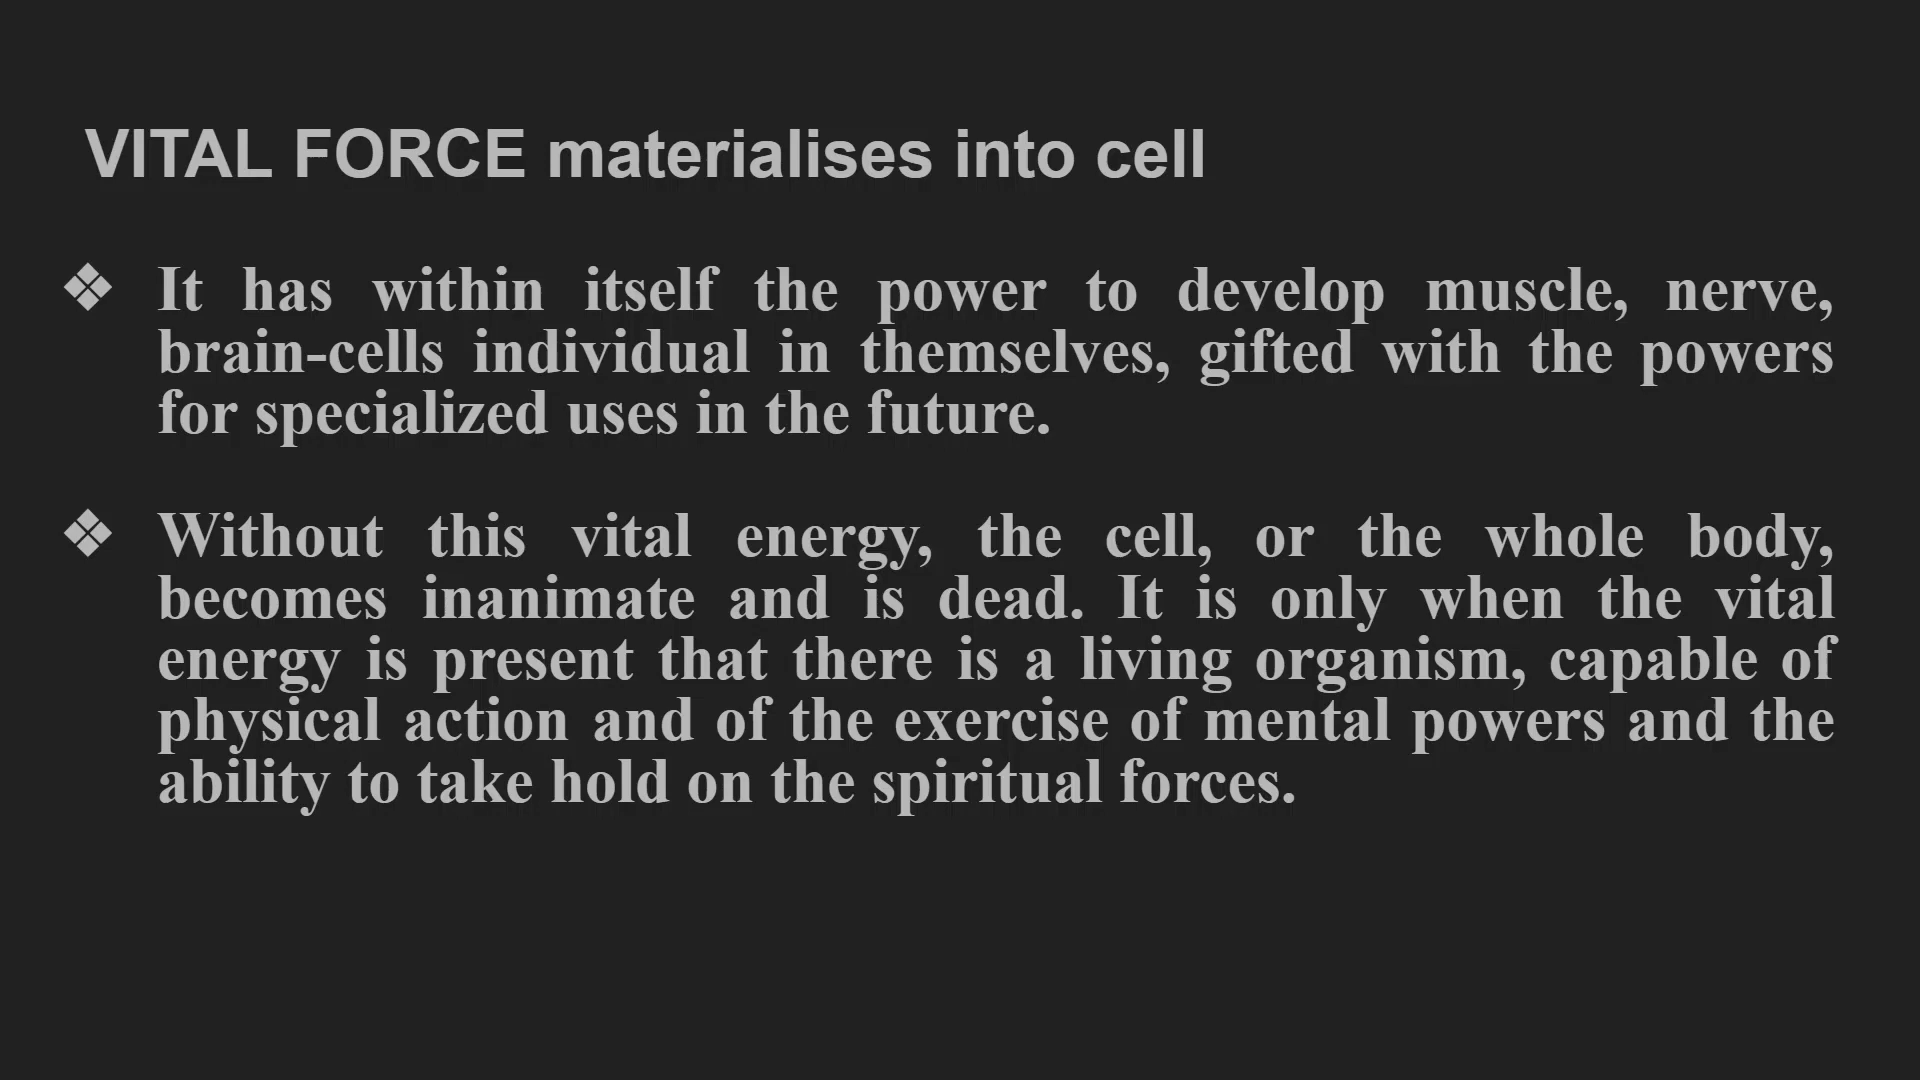 VITAL FORCE materialises into cell
❖ It has within itself the power to develop muscle, nerve,
brain-cells individual in themselves, gifted with the powers
for specialized uses in the future.
❖ Without this vital energy, the cell, or the whole body,
becomes inanimate and is dead. It is only when the vital
energy is present that there is a living organism, capable of
physical action and of the exercise of mental powers and the
ability to take hold on the spiritual forces.